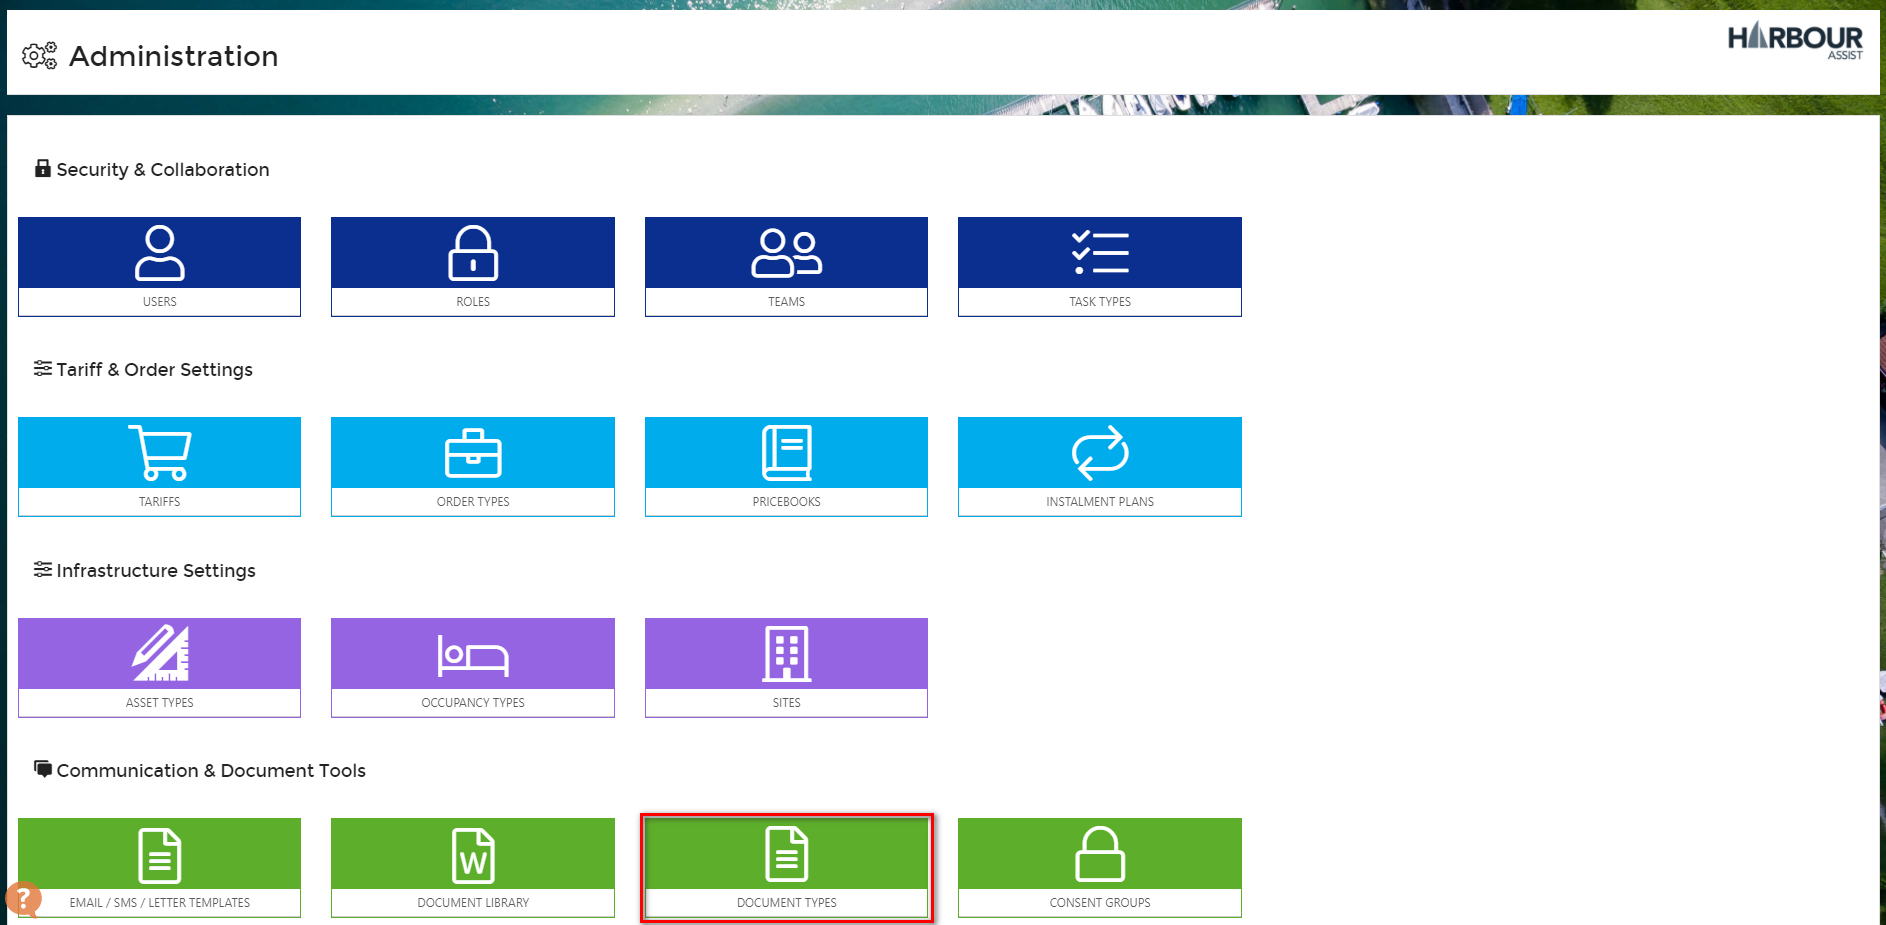 Administration
HARBOUR
ASSIST
Security & Collaboration
USERS
ROLES
TEAMS
TASK TYPES
Tariff & Order Settings
TARIFFS
ORDER TYPES
PRICEBOOKS
INSTALMENT PLANS
Infrastructure Settings
ASSET TYPES
OCCUPANCY TYPES
SITES
Communication & Document Tools
W
?
EMAIL / SMS / LETTER TEMPLATES
DOCUMENT LIBRARY
DOCUMENT TYPES
CONSENT GROUPS